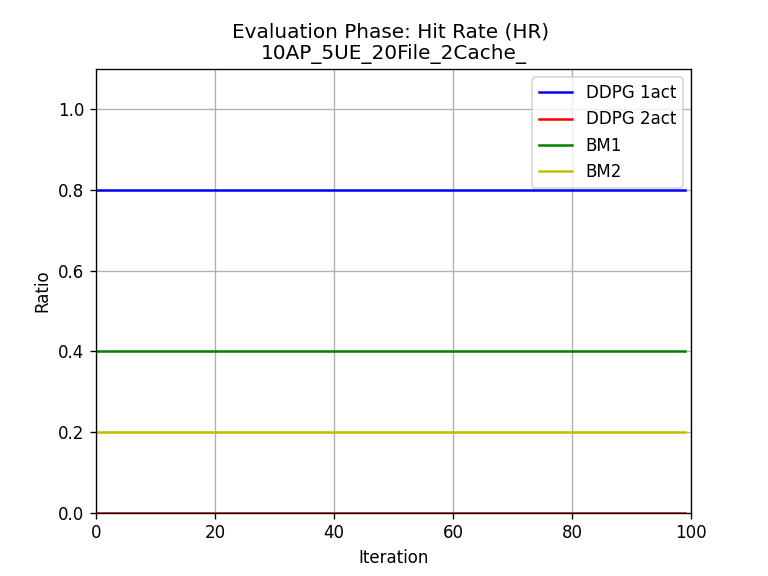 Evaluation Phase: Hit Rate (HR)
10AP_5UE_20File_2Cache_
DDPG 1act
DDPG 2act
BM1
BM2
1.0
0.8
0.6
0.4
0.2
0.0
Ratio
0 20 40 60 80 100
Iteration